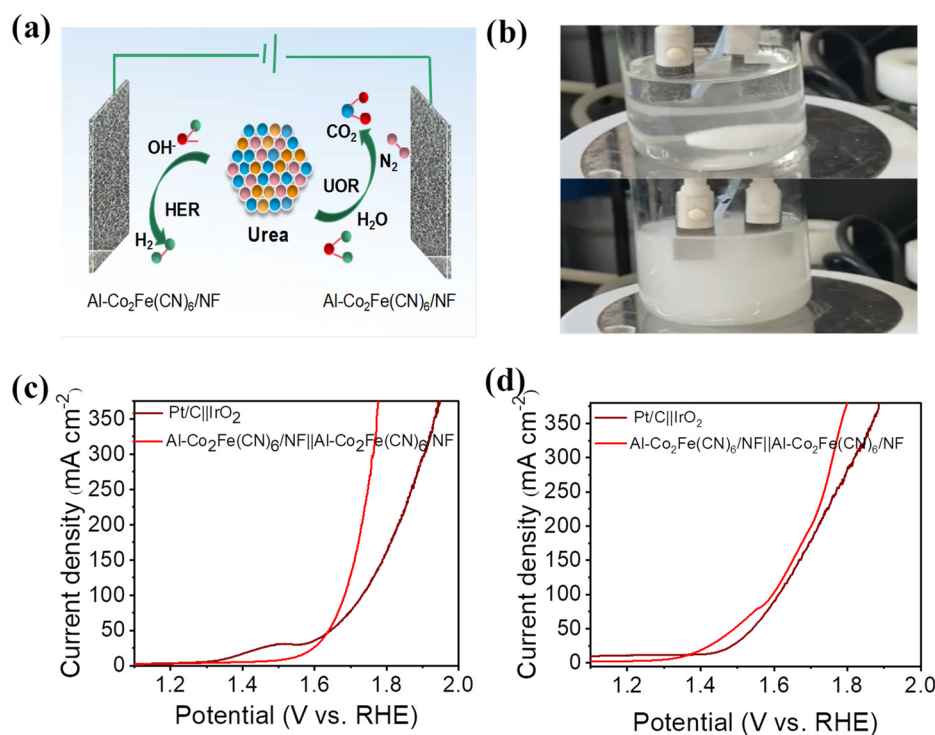 (a)
OH-
HER
H2
Urea
CO2
N2
UOR
H2O
Al-Co2Fe(CN)6/NF
Al-Co2Fe(CN)6/NF
(b)
(c)
Current density (mA cm-2)
350
300
250
200
150
100
50
0
Pt/C||IrO2
Al-Co2Fe(CN)6/NF||Al-Co2Fe(CN)6/NF
1.2
1.4
1.6
1.8
2.0
Potential (V vs. RHE)
(d)
Current density (mA cm-2)
350
300
250
200
150
100
50
0
Pt/C||IrO2
Al-Co2Fe(CN)6/NF||Al-Co2Fe(CN)6/NF
1.2
1.4
1.6
1.8
2.0
Potential (V vs. RHE)